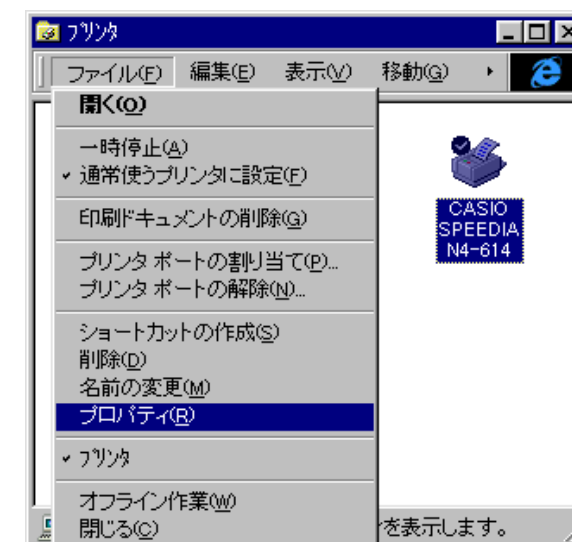 プリンタ
ファイル(F) 編集(E) 表示(V) 移動(G)
開く(O)
一時停止(A)
通常使うプリンタに設定(F)
印刷ドキュメントの削除(G)
プリンタ ポートの割り当て(P)...
プリンタ ポートの解除(N)...
ショートカットの作成(S)
削除(D)
名前の変更(M)
プロパティ(R)
プリンタ
オフライン作業(W)
閉じる(C)
CASIO
SPEEDIA
N4-614
を表示します。